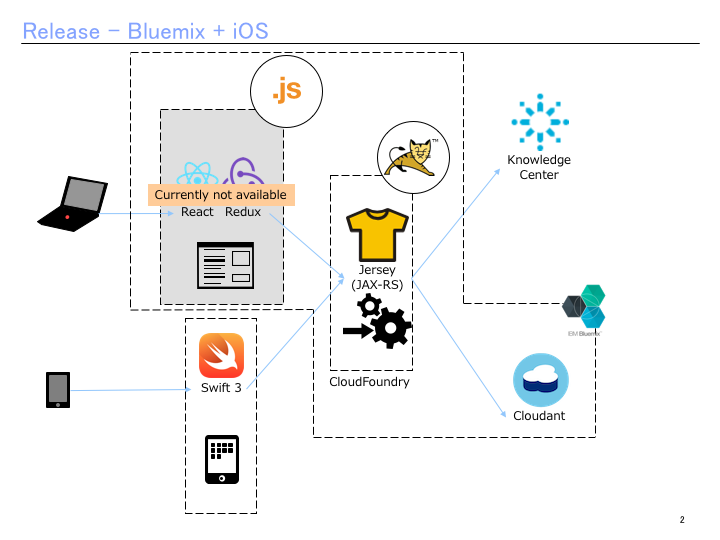 Release – Bluemix + iOS
.js
TM
Knowledge
Center
Currently not available
React Redux
Jersey
(JAX-RS)
IBM Bluemix
Swift 3
CloudFoundry
Cloudant
2